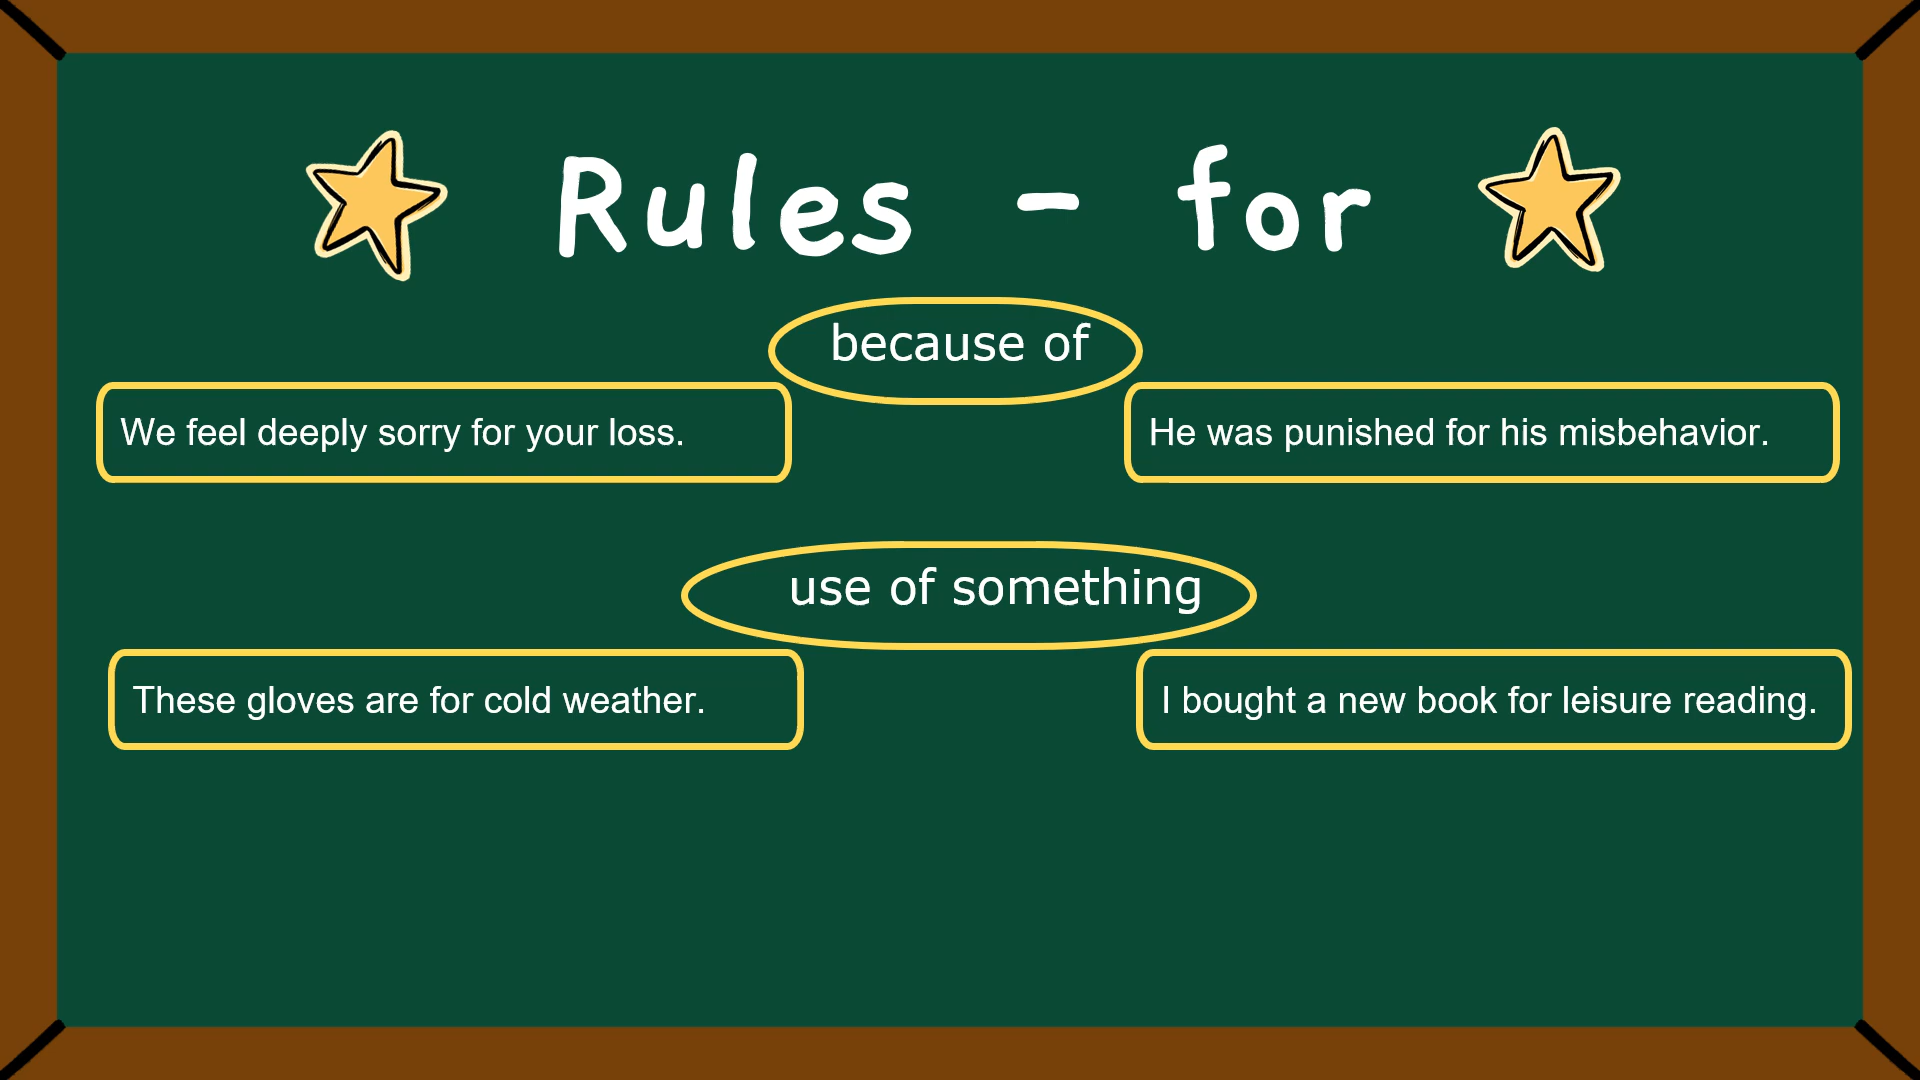 Rules - for
because of
We feel deeply sorry for your loss.
He was punished for his misbehavior.
use of something
These gloves are for cold weather.
I bought a new book for leisure reading.